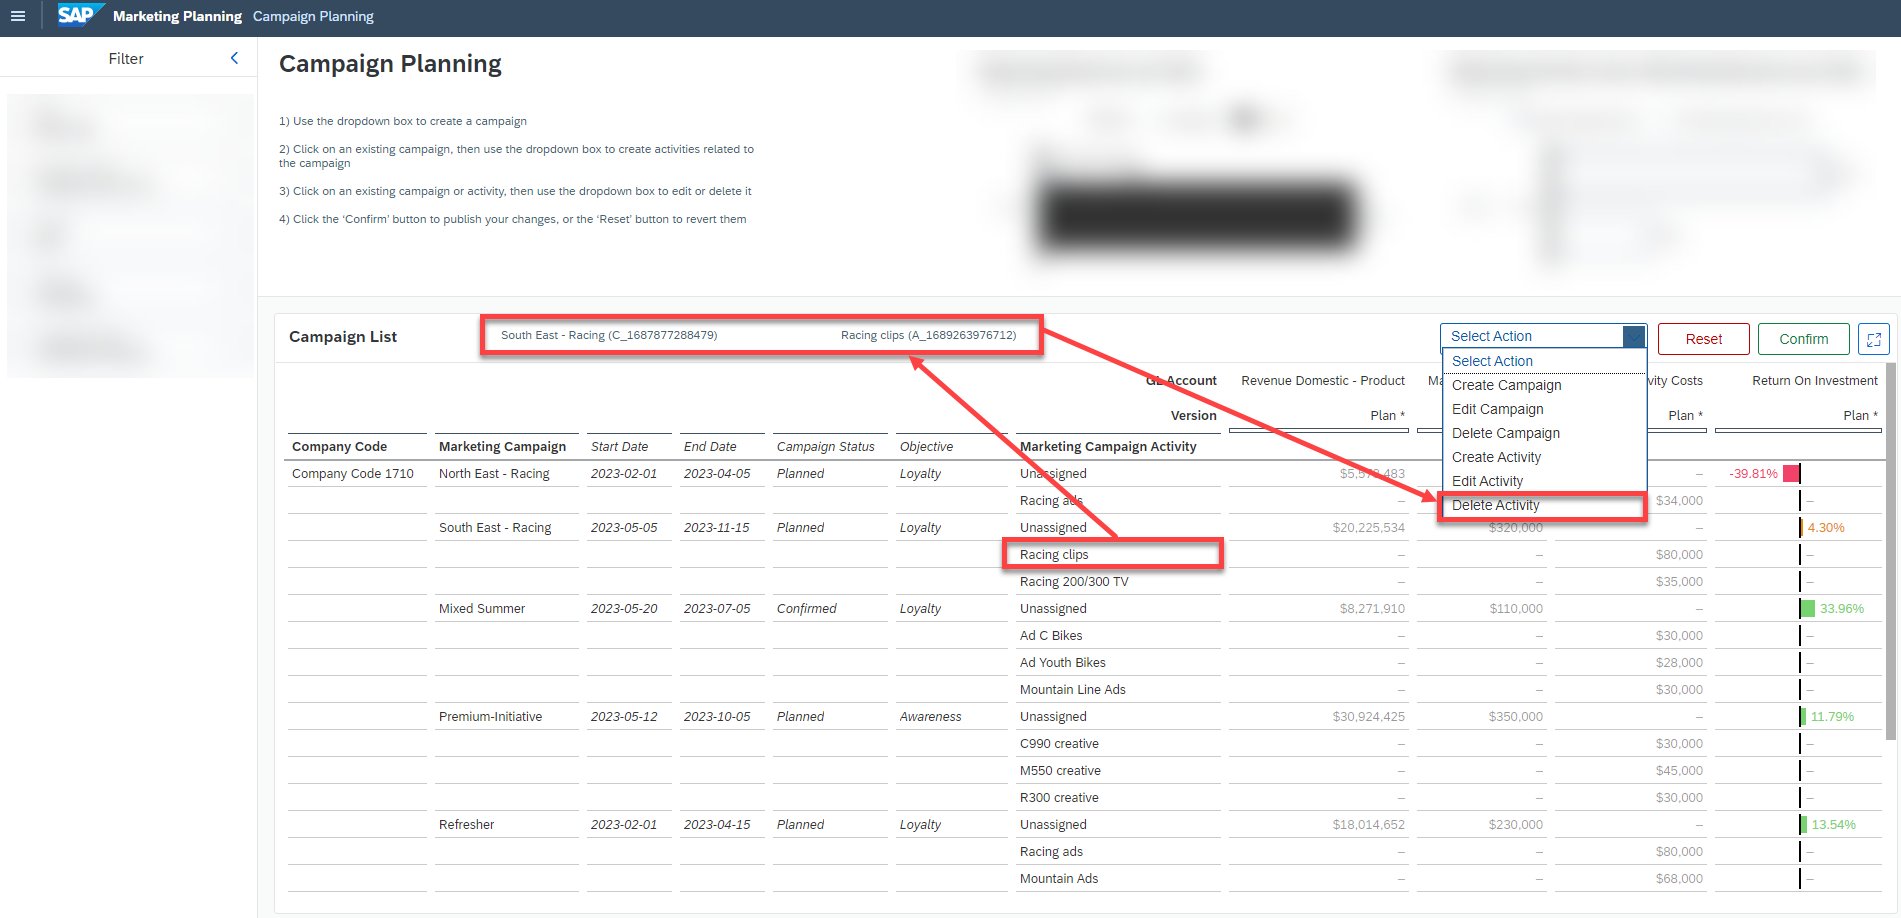 SAP Marketing Planning Campaign Planning
Filter
Campaign Planning
1) Use the dropdown box to create a campaign
2) Click on an existing campaign, then use the dropdown box to create activities related to
the campaign
3) Click on an existing campaign or activity, then use the dropdown box to edit or delete it
4) Click the ‘Confirm’ button to publish your changes, or the ‘Reset’ button to revert them
Campaign List South East - Racing (C_1687877288479) Racing clips (A_1689263976712) Select Action Reset Confirm
Select Action
Create Campaign
Edit Campaign
Delete Campaign
Create Activity
Edit Activity
Delete Activity
GL Account Revenue Domestic - Product Costs Return On Investment
Version Plan * Plan * Plan *
Company Code Marketing Campaign Start Date End Date Campaign Status Objective Marketing Campaign Activity
Company Code 1710 North East - Racing 2023-02-01 2023-04-05 Planned Loyalty Unassigned – -39.81%
Racing ads – $34,000 –
South East - Racing 2023-05-05 2023-11-15 Planned Loyalty Unassigned $20,225,534 $320,000 – 4.30%
Racing clips – – $80,000 –
Racing 200/300 TV – – $35,000 –
Mixed Summer 2023-05-20 2023-07-05 Confirmed Loyalty Unassigned $8,271,910 $110,000 – 33.96%
Ad C Bikes – – $30,000 –
Ad Youth Bikes – – $28,000 –
Mountain Line Ads – – $30,000 –
Premium-Initiative 2023-05-12 2023-10-05 Planned Awareness Unassigned $30,924,425 $350,000 – 11.79%
C990 creative – – $30,000 –
M550 creative – – $45,000 –
R300 creative – – $30,000 –
Refresher 2023-02-01 2023-04-15 Planned Loyalty Unassigned $18,014,652 $230,000 – 13.54%
Racing ads – – $80,000 –
Mountain Ads – – $68,000 –